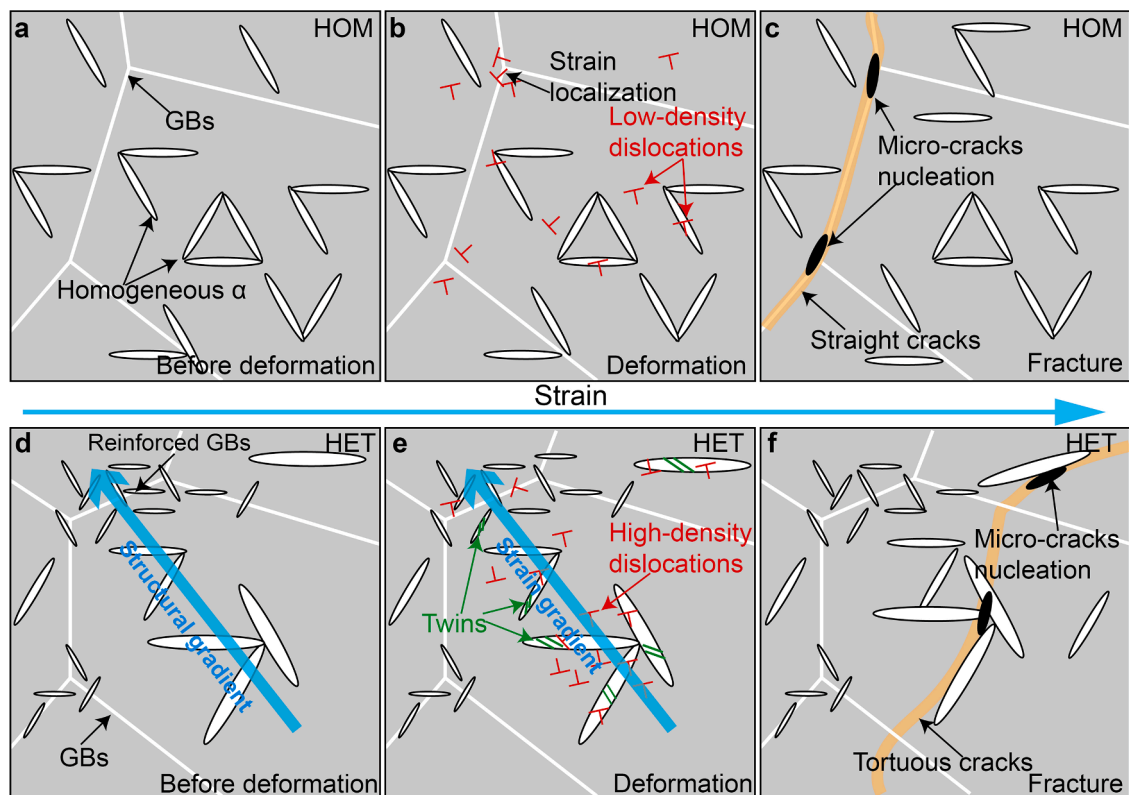 a
HOM
GBs
Homogeneous α
Before deformation
b
HOM
Strain
localization
Low-density
dislocations
Deformation
c
HOM
Micro-cracks
nucleation
Straight cracks
Fracture
Strain
d
HET
Reinforced GBs
Structural gradient
GBs
Before deformation
e
HET
High-density
dislocations
Strain gradient
Twins
Deformation
f
HET
Micro-cracks
nucleation
Tortuous cracks
Fracture